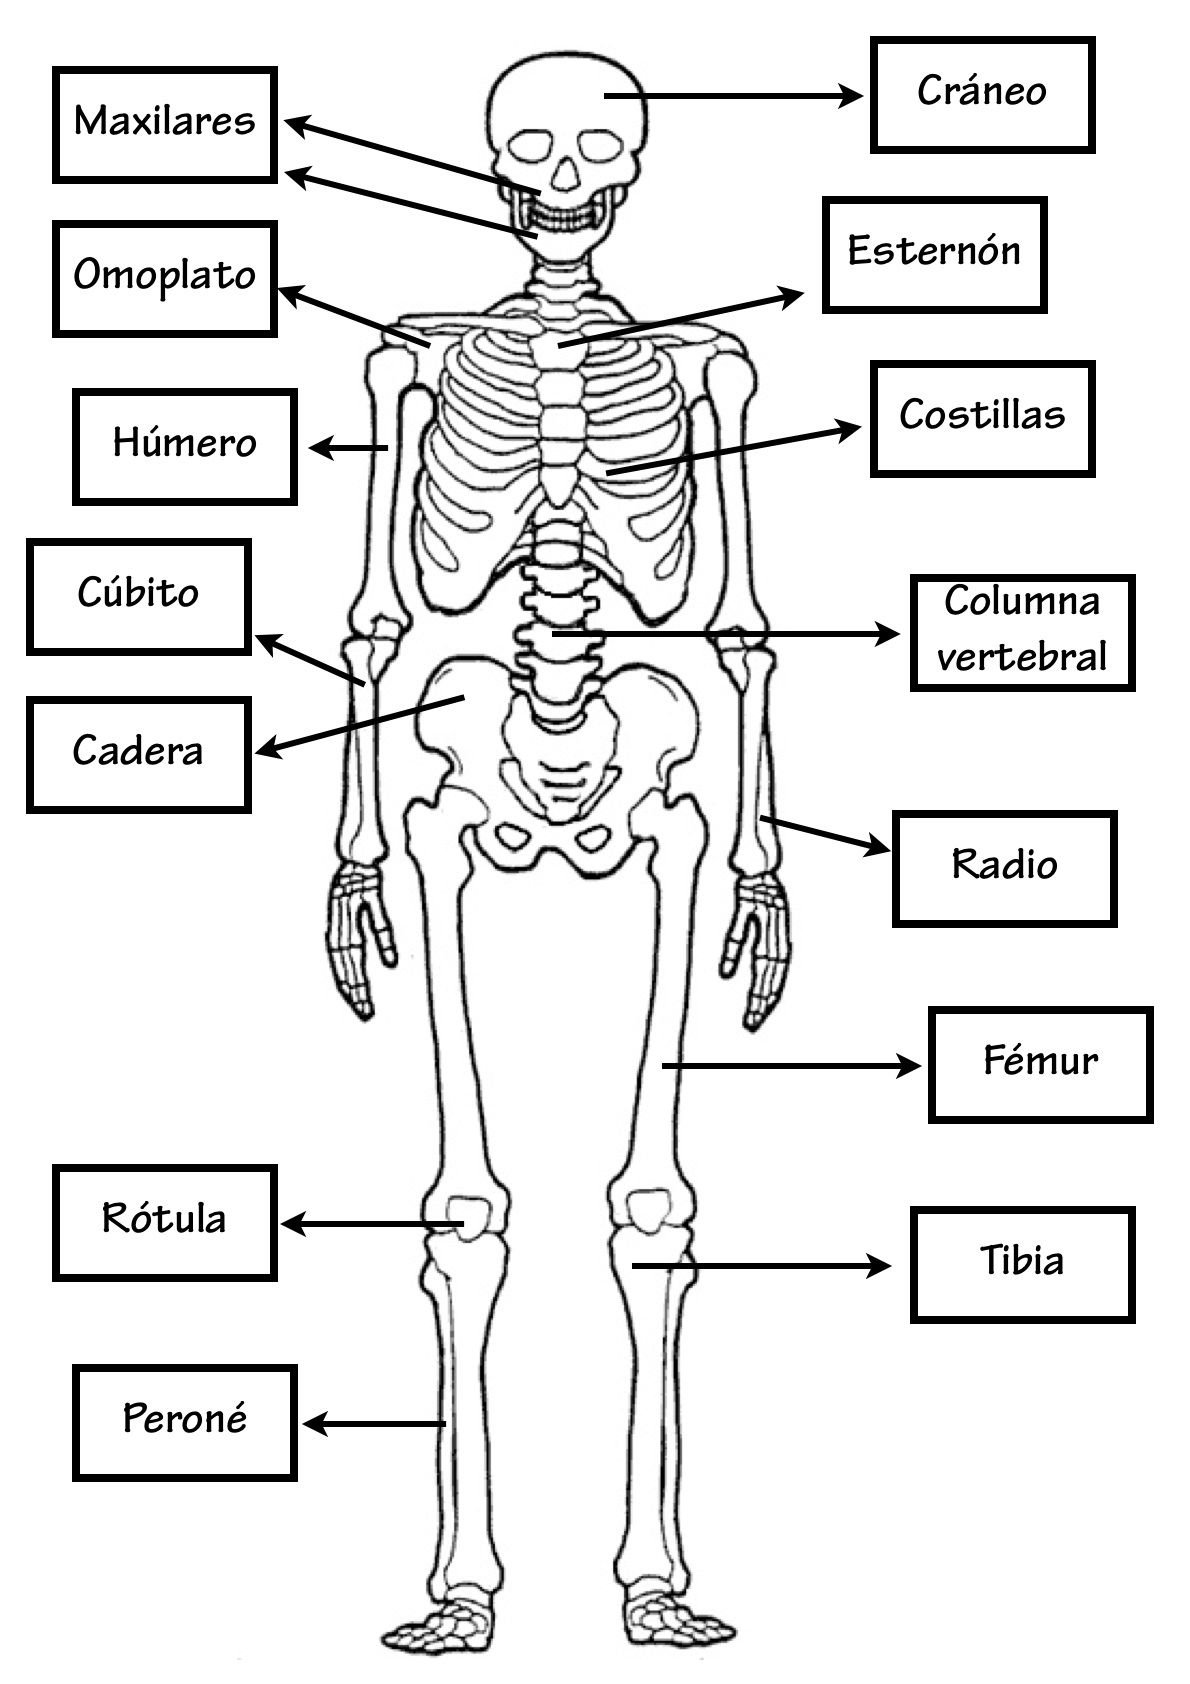 Cráneo
Maxilares
Esternón
Omoplato
Costillas
Húmero
Cúbito
Columna
vertebral
Cadera
Radio
Fémur
Rótula
Tibia
Peroné